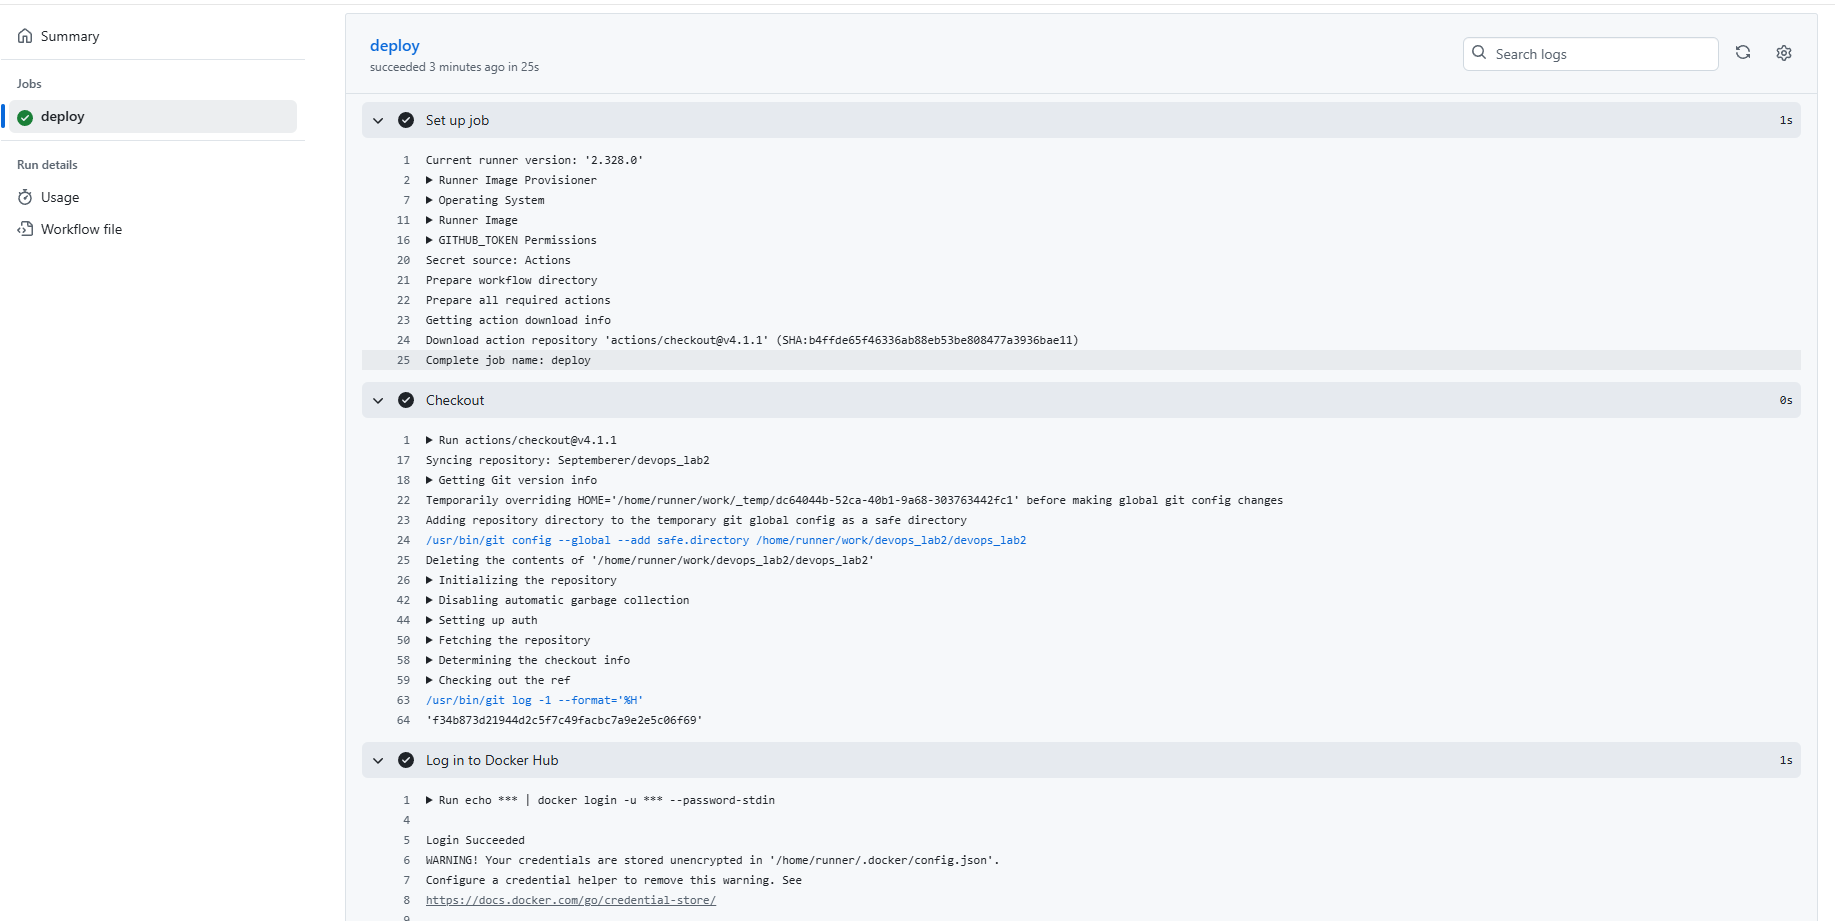 Summary
Jobs
deploy
Run details
Usage
Workflow file
deploy
succeeded 3 minutes ago in 25s
Search logs
Set up job 1s
1 Current runner version: '2.328.0'
2 Runner Image Provisioner
7 Operating System
11 Runner Image
16 GITHUB_TOKEN Permissions
20 Secret source: Actions
21 Prepare workflow directory
22 Prepare all required actions
23 Getting action download info
24 Download action repository 'actions/checkout@v4.1.1' (SHA:b4ffde65f46336ab88eb53be808477a3936bae11)
25 Complete job name: deploy
Checkout 0s
1 Run actions/checkout@v4.1.1
17 Syncing repository: Septemberer/devops_lab2
18 Getting Git version info
22 Temporarily overriding HOME='/home/runner/work/_temp/dc64044b-52ca-40b1-9a68-303763442fc1' before making global git config changes
23 Adding repository directory to the temporary git global config as a safe directory
24 /usr/bin/git config --global --add safe.directory /home/runner/work/devops_lab2/devops_lab2
25 Deleting the contents of '/home/runner/work/devops_lab2/devops_lab2'
26 Initializing the repository
42 Disabling automatic garbage collection
44 Setting up auth
50 Fetching the repository
58 Determining the checkout info
59 Checking out the ref
63 /usr/bin/git log -1 --format='%H'
64 'f34b873d21944d2c5f7c49facbc7a9e2e5c06f69'
Log in to Docker Hub 1s
1 Run echo *** | docker login -u *** --password-stdin
4
5 Login Succeeded
6 WARNING! Your credentials are stored unencrypted in '/home/runner/.docker/config.json'.
7 Configure a credential helper to remove this warning. See
8 https://docs.docker.com/go/credential-store/
9